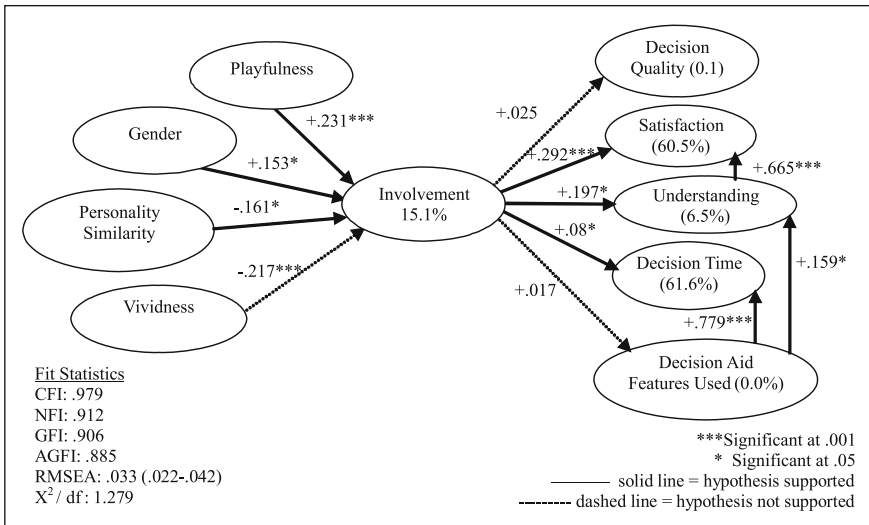 Playfulness
Gender
Personality
Similarity
Vividness
+.231***
+.153*
-.161*
-.217***
Involvement
15.1%
+.025
+.292***
+.197*
+.08*
+.017
Decision
Quality (0.1)
Satisfaction
(60.5%)
+.665***
Understanding
(6.5%)
Decision Time
(61.6%)
+.159*
+.779***
Decision Aid
Features Used (0.0%)
Fit Statistics
CFI: .979
NFI: .912
GFI: .906
AGFI: .885
RMSEA: .033 (.022-.042)
X² / df : 1.279
***Significant at .001
* Significant at .05
solid line = hypothesis supported
dashed line = hypothesis not supported